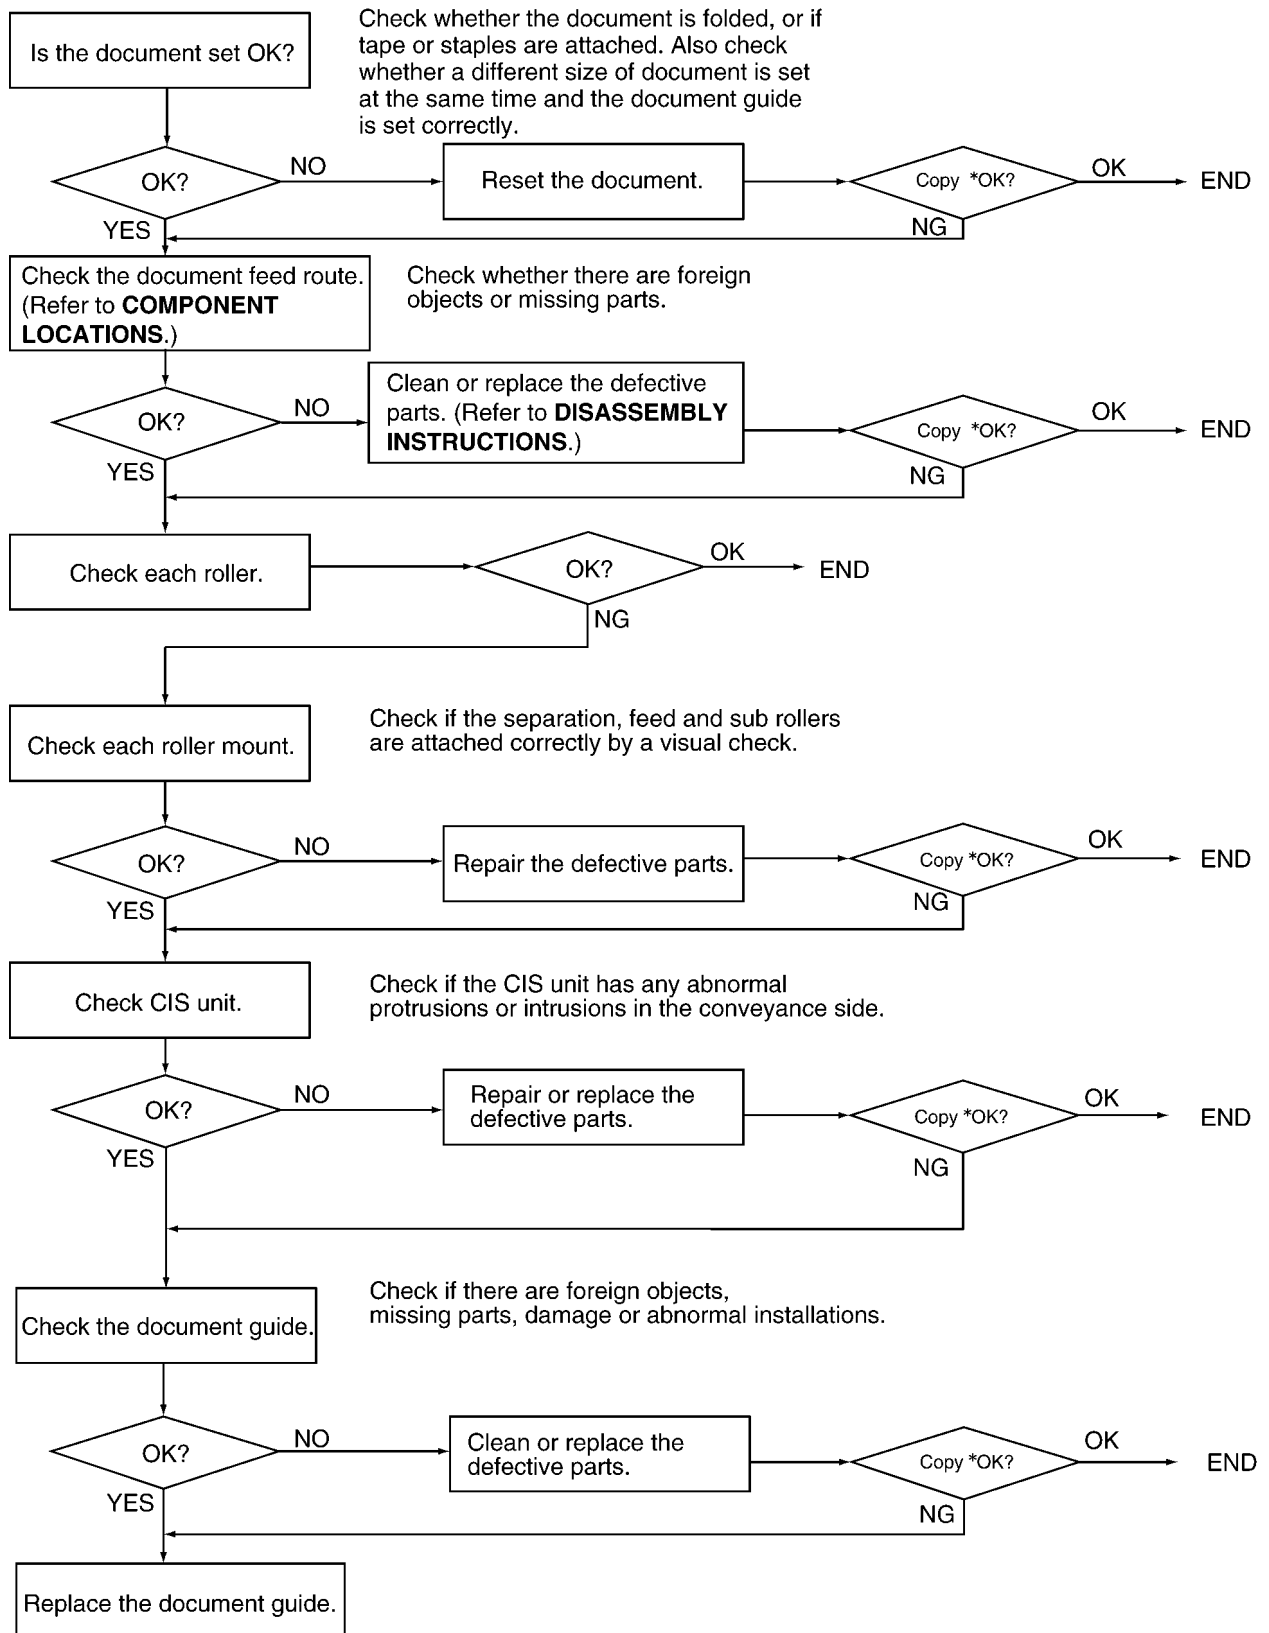 Is the document set OK?
Check whether the document is folded, or if
tape or staples are attached. Also check
whether a different size of document is set
at the same time and the document guide
is set correctly.
OK?
NO
Reset the document.
Copy *OK?
OK
END
YES
NG
Check the document feed route.
(Refer to COMPONENT
LOCATIONS.)
Check whether there are foreign
objects or missing parts.
OK?
NO
Clean or replace the defective
parts. (Refer to DISASSEMBLY
INSTRUCTIONS.)
Copy *OK?
OK
END
YES
NG
Check each roller.
OK?
OK
END
NG
Check each roller mount.
Check if the separation, feed and sub rollers
are attached correctly by a visual check.
OK?
NO
Repair the defective parts.
Copy *OK?
OK
END
YES
NG
Check CIS unit.
Check if the CIS unit has any abnormal
protrusions or intrusions in the conveyance side.
OK?
NO
Repair or replace the
defective parts.
Copy *OK?
OK
END
YES
NG
Check the document guide.
Check if there are foreign objects,
missing parts, damage or abnormal installations.
OK?
NO
Clean or replace the
defective parts.
Copy *OK?
OK
END
YES
NG
Replace the document guide.